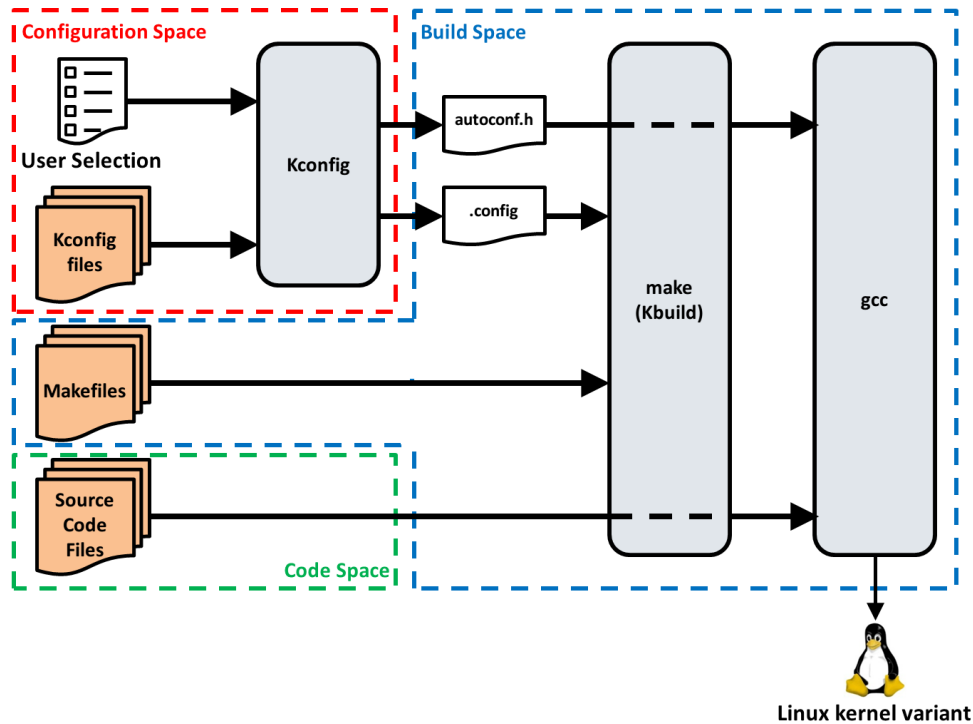 Configuration Space
Build Space
User Selection
Kconfig
autoconf.h
.config
Kconfig
files
make
(Kbuild)
gcc
Makefiles
Source
Code
Files
Code Space
Linux kernel variant